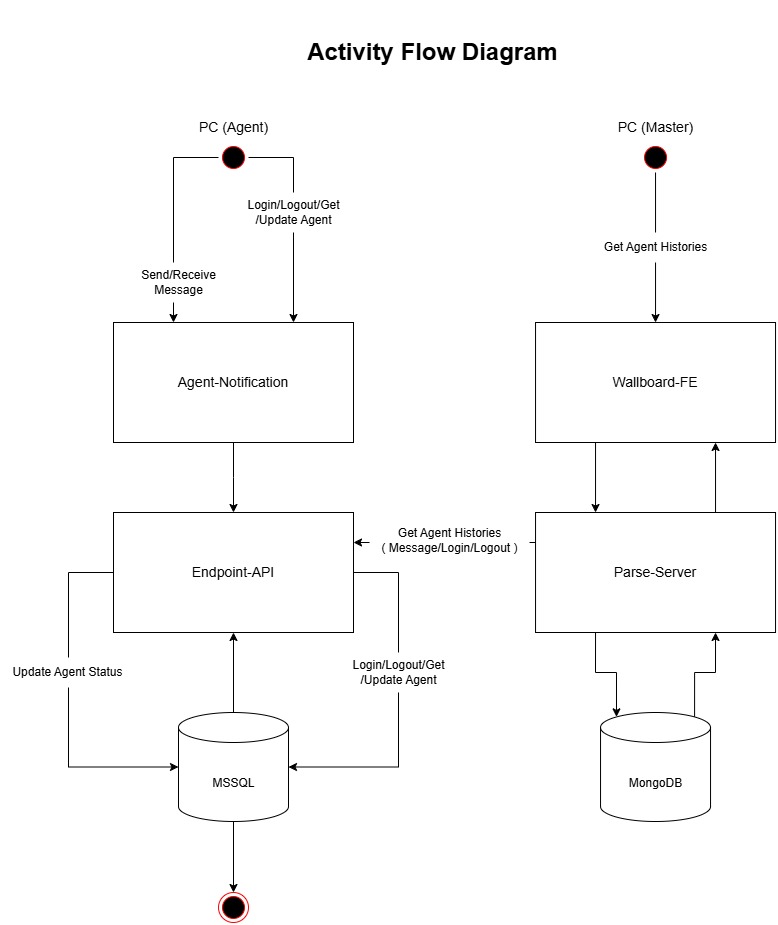 Activity Flow Diagram
PC (Agent)
PC (Master)
Login/Logout/Get
/Update Agent
Get Agent Histories
Send/Receive
Message
Agent-Notification
Wallboard-FE
Get Agent Histories
( Message/Login/Logout )
Endpoint-API
Parse-Server
Update Agent Status
Login/Logout/Get
/Update Agent
MSSQL
MongoDB